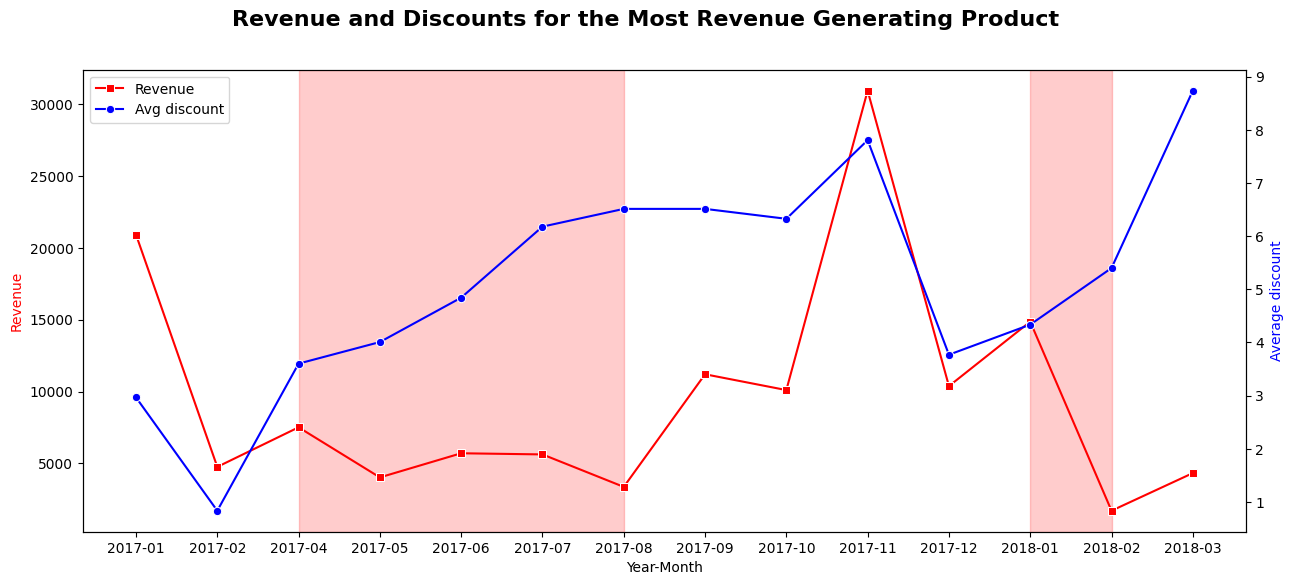 Revenue and Discounts for the Most Revenue Generating Product
Revenue
Avg discount
30000
25000
20000
15000
10000
5000
Revenue
9
8
7
6
5
4
3
2
1
Average discount
2017-01 2017-02 2017-04 2017-05 2017-06 2017-07 2017-08 2017-09 2017-10 2017-11 2017-12 2018-01 2018-02 2018-03
Year-Month